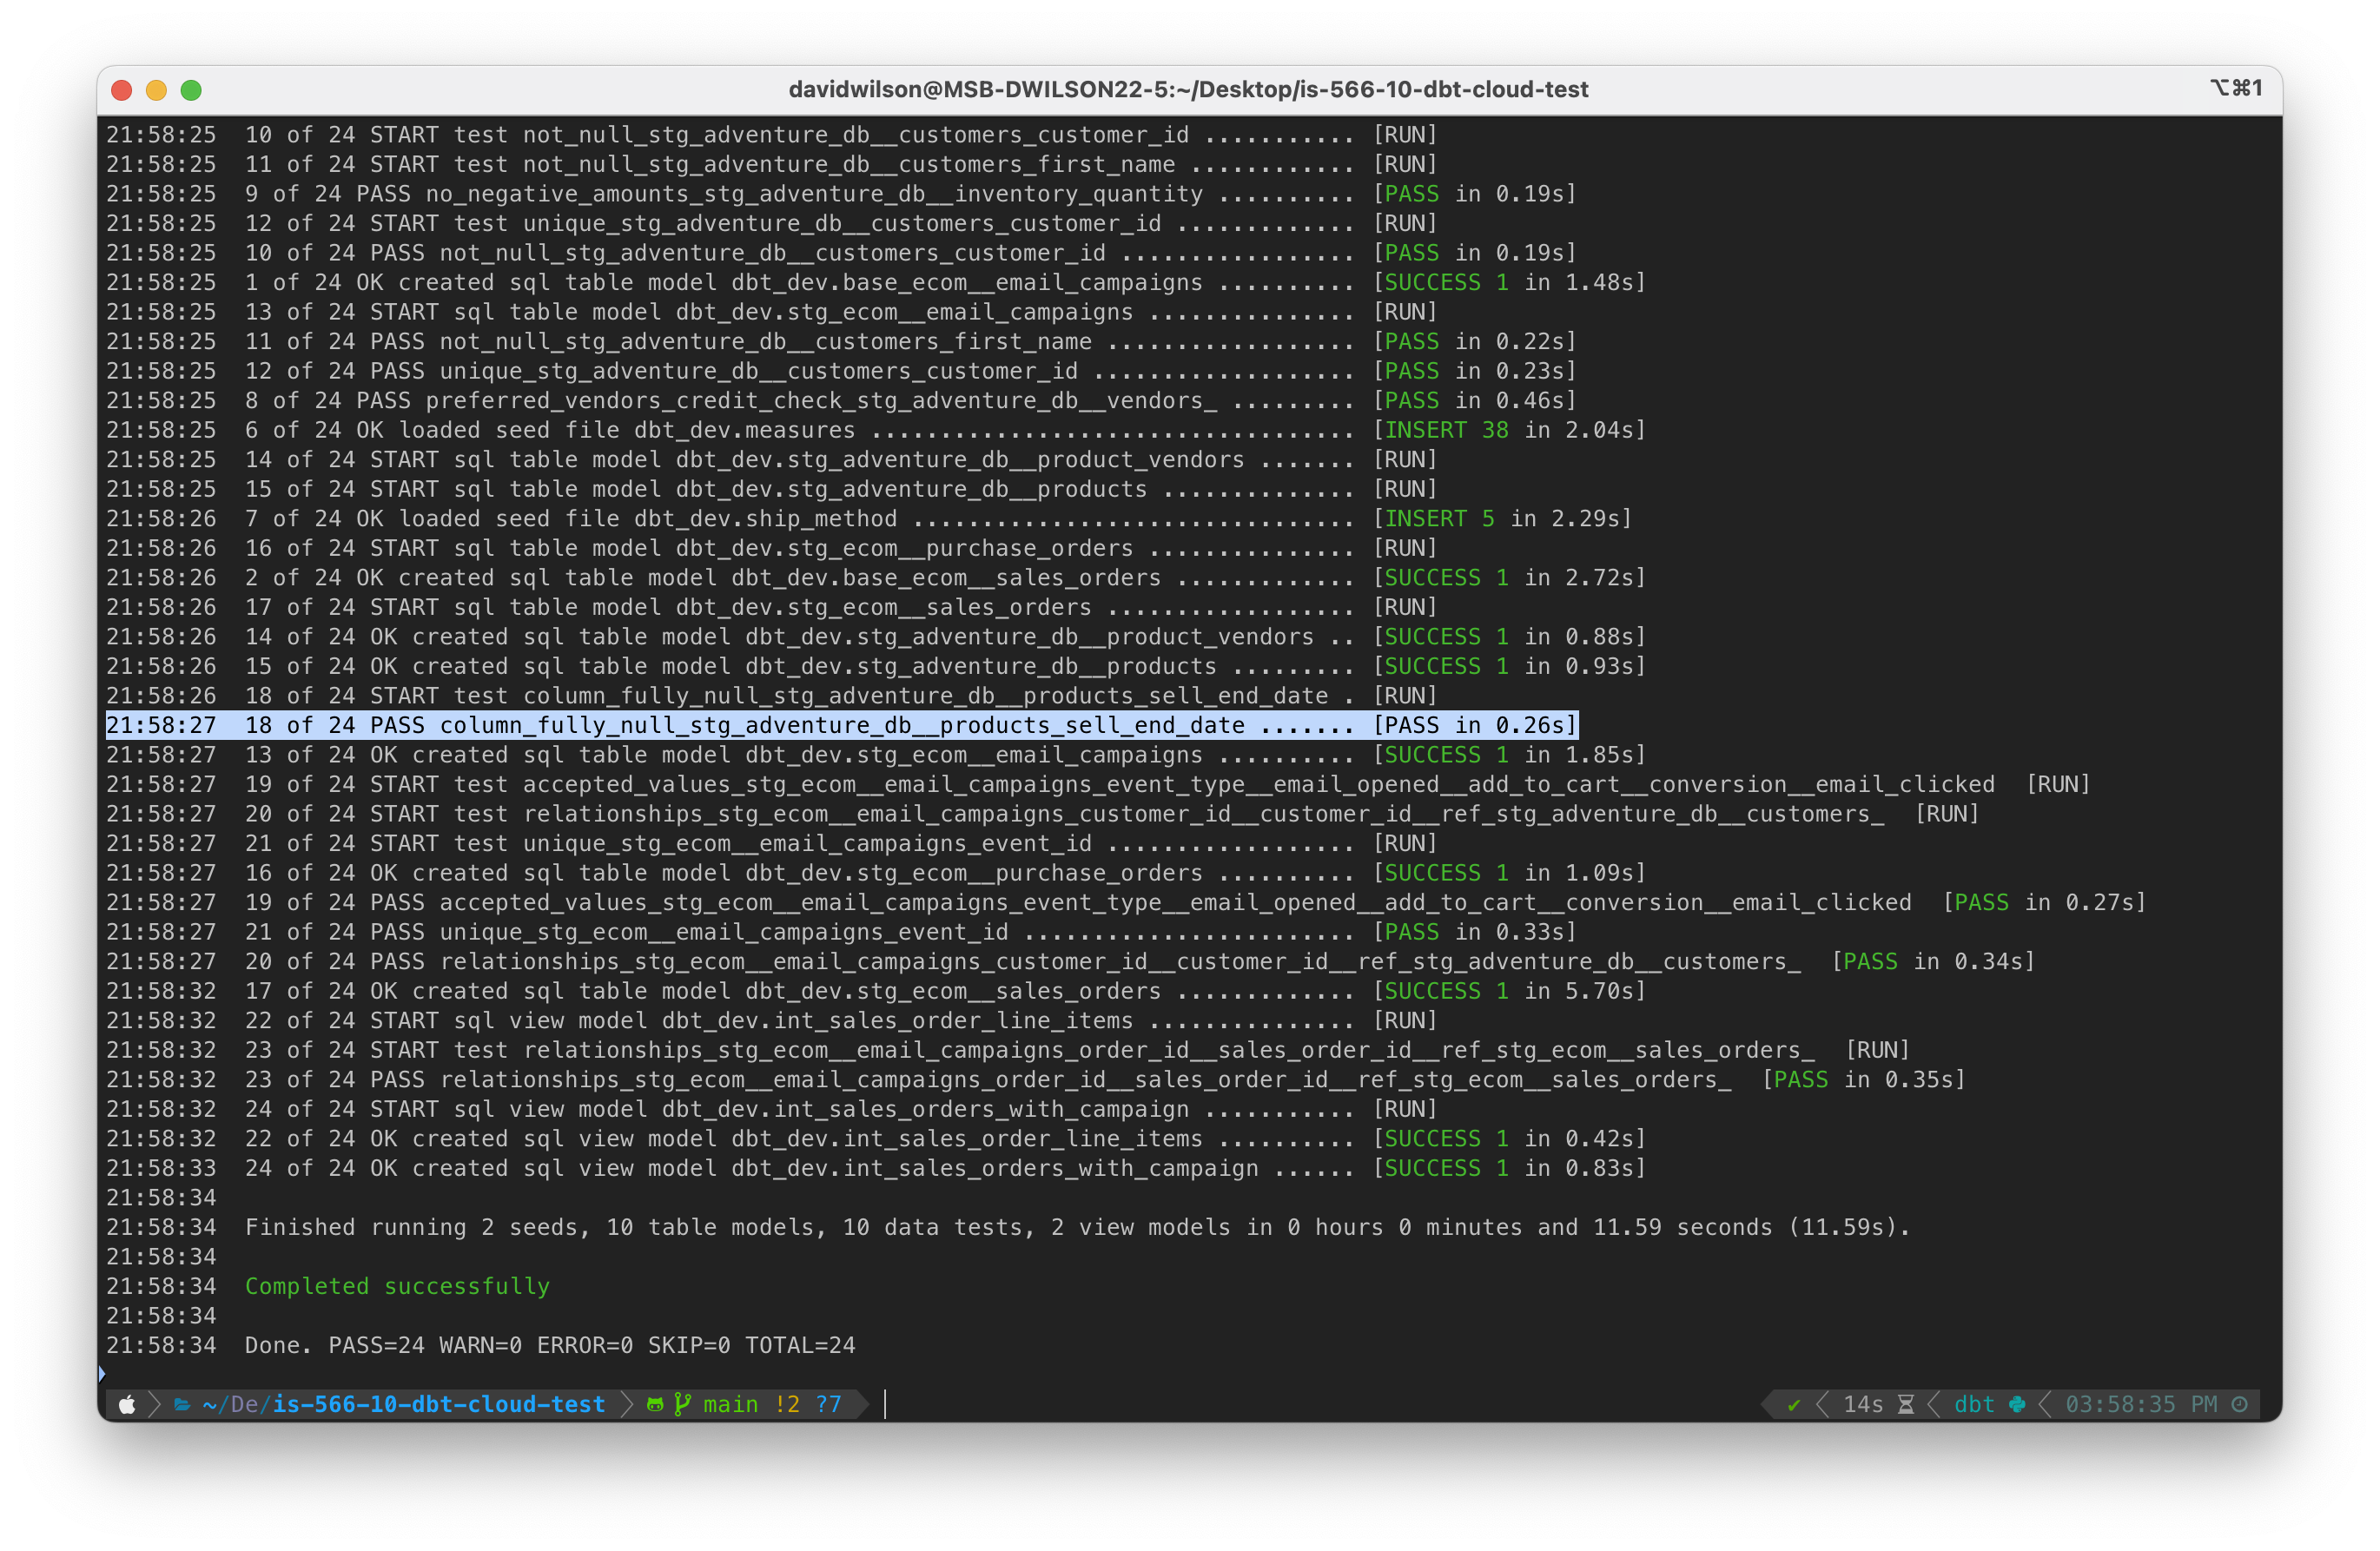 davidwilson@MSB-DWILSON22-5:~/Desktop/is-566-10-dbt-cloud-test ⌥⌘1
21:58:25  10 of 24 START test not_null_stg_adventure_db__customers_customer_id ........... [RUN]
21:58:25  11 of 24 START test not_null_stg_adventure_db__customers_first_name ............ [RUN]
21:58:25  9 of 24 PASS no_negative_amounts_stg_adventure_db__inventory_quantity .......... [PASS in 0.19s]
21:58:25  12 of 24 START test unique_stg_adventure_db__customers_customer_id ............. [RUN]
21:58:25  10 of 24 PASS not_null_stg_adventure_db__customers_customer_id ................. [PASS in 0.19s]
21:58:25  1 of 24 OK created sql table model dbt_dev.base_ecom__email_campaigns .......... [SUCCESS 1 in 1.48s]
21:58:25  13 of 24 START sql table model dbt_dev.stg_ecom__email_campaigns ............... [RUN]
21:58:25  11 of 24 PASS not_null_stg_adventure_db__customers_first_name .................. [PASS in 0.22s]
21:58:25  12 of 24 PASS unique_stg_adventure_db__customers_customer_id ................... [PASS in 0.23s]
21:58:25  8 of 24 PASS preferred_vendors_credit_check_stg_adventure_db__vendors_ ......... [PASS in 0.46s]
21:58:25  6 of 24 OK loaded seed file dbt_dev.measures ................................... [INSERT 38 in 2.04s]
21:58:25  14 of 24 START sql table model dbt_dev.stg_adventure_db__product_vendors ....... [RUN]
21:58:25  15 of 24 START sql table model dbt_dev.stg_adventure_db__products .............. [RUN]
21:58:26  7 of 24 OK loaded seed file dbt_dev.ship_method ................................ [INSERT 5 in 2.29s]
21:58:26  16 of 24 START sql table model dbt_dev.stg_ecom__purchase_orders ............... [RUN]
21:58:26  2 of 24 OK created sql table model dbt_dev.base_ecom__sales_orders ............. [SUCCESS 1 in 2.72s]
21:58:26  17 of 24 START sql table model dbt_dev.stg_ecom__sales_orders .................. [RUN]
21:58:26  14 of 24 OK created sql table model dbt_dev.stg_adventure_db__product_vendors .. [SUCCESS 1 in 0.88s]
21:58:26  15 of 24 OK created sql table model dbt_dev.stg_adventure_db__products ......... [SUCCESS 1 in 0.93s]
21:58:26  18 of 24 START test column_fully_null_stg_adventure_db__products_sell_end_date . [RUN]
21:58:27  18 of 24 PASS column_fully_null_stg_adventure_db__products_sell_end_date ....... [PASS in 0.26s]
21:58:27  13 of 24 OK created sql table model dbt_dev.stg_ecom__email_campaigns .......... [SUCCESS 1 in 1.85s]
21:58:27  19 of 24 START test accepted_values_stg_ecom__email_campaigns_event_type__email_opened__add_to_cart__conversion__email_clicked  [RUN]
21:58:27  20 of 24 START test relationships_stg_ecom__email_campaigns_customer_id__customer_id__ref_stg_adventure_db__customers_  [RUN]
21:58:27  21 of 24 START test unique_stg_ecom__email_campaigns_event_id .................. [RUN]
21:58:27  16 of 24 OK created sql table model dbt_dev.stg_ecom__purchase_orders .......... [SUCCESS 1 in 1.09s]
21:58:27  19 of 24 PASS accepted_values_stg_ecom__email_campaigns_event_type__email_opened__add_to_cart__conversion__email_clicked  [PASS in 0.27s]
21:58:27  21 of 24 PASS unique_stg_ecom__email_campaigns_event_id ........................ [PASS in 0.33s]
21:58:27  20 of 24 PASS relationships_stg_ecom__email_campaigns_customer_id__customer_id__ref_stg_adventure_db__customers_  [PASS in 0.34s]
21:58:32  17 of 24 OK created sql table model dbt_dev.stg_ecom__sales_orders ............. [SUCCESS 1 in 5.70s]
21:58:32  22 of 24 START sql view model dbt_dev.int_sales_order_line_items ............... [RUN]
21:58:32  23 of 24 START test relationships_stg_ecom__email_campaigns_order_id__sales_order_id__ref_stg_ecom__sales_orders_  [RUN]
21:58:32  23 of 24 PASS relationships_stg_ecom__email_campaigns_order_id__sales_order_id__ref_stg_ecom__sales_orders_  [PASS in 0.35s]
21:58:32  24 of 24 START sql view model dbt_dev.int_sales_orders_with_campaign ........... [RUN]
21:58:32  22 of 24 OK created sql view model dbt_dev.int_sales_order_line_items .......... [SUCCESS 1 in 0.42s]
21:58:33  24 of 24 OK created sql view model dbt_dev.int_sales_orders_with_campaign ...... [SUCCESS 1 in 0.83s]
21:58:34
21:58:34  Finished running 2 seeds, 10 table models, 10 data tests, 2 view models in 0 hours 0 minutes and 11.59 seconds (11.59s).
21:58:34
21:58:34  Completed successfully
21:58:34
21:58:34  Done. PASS=24 WARN=0 ERROR=0 SKIP=0 TOTAL=24
~/De/is-566-10-dbt-cloud-test main !2 ?7 ✔ 14s dbt 03:58:35 PM